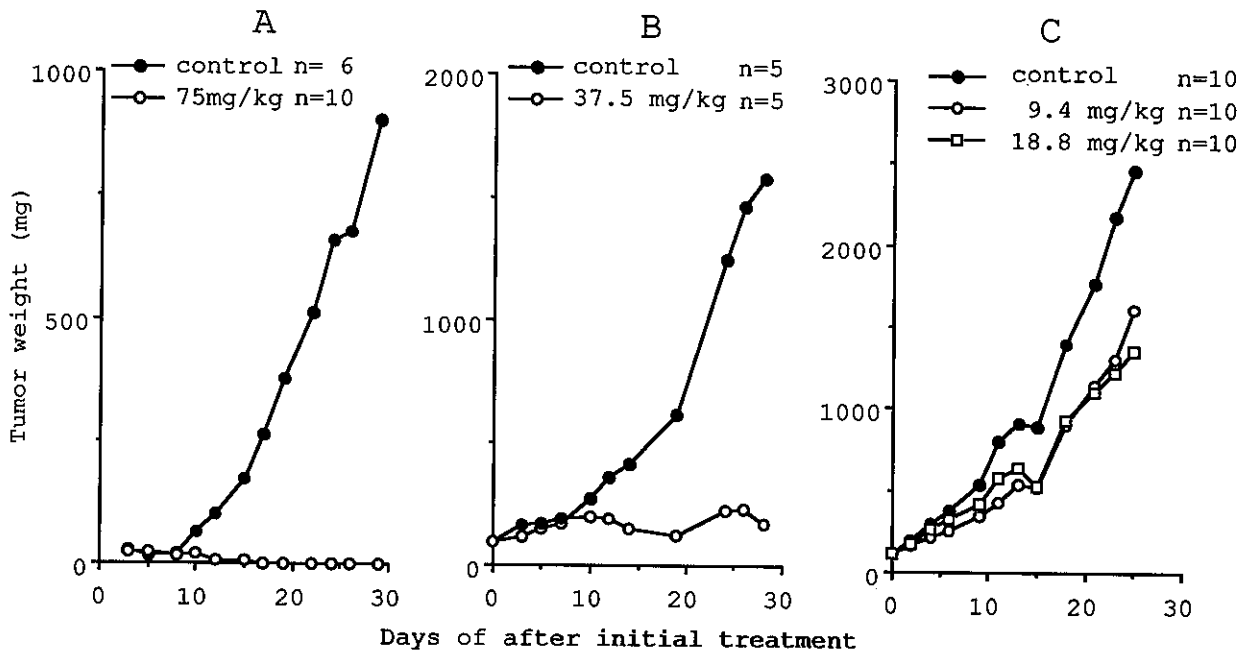 A
control n= 6
75mg/kg n=10
B
control n=5
37.5 mg/kg n=5
C
control n=10
9.4 mg/kg n=10
18.8 mg/kg n=10
Tumor weight (mg)
1000
500
0
0 10 20 30
2000
1000
0
0 10 20 30
3000
2000
1000
0
0 10 20 30
Days of after initial treatment